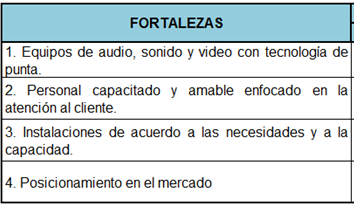 FORTALEZAS
1. Equipos de audio, sonido y video con tecnología de
punta.
2. Personal capacitado y amable enfocado en la
atención al cliente.
3. Instalaciones de acuerdo a las necesidades y a la
capacidad.
4. Posicionamiento en el mercado